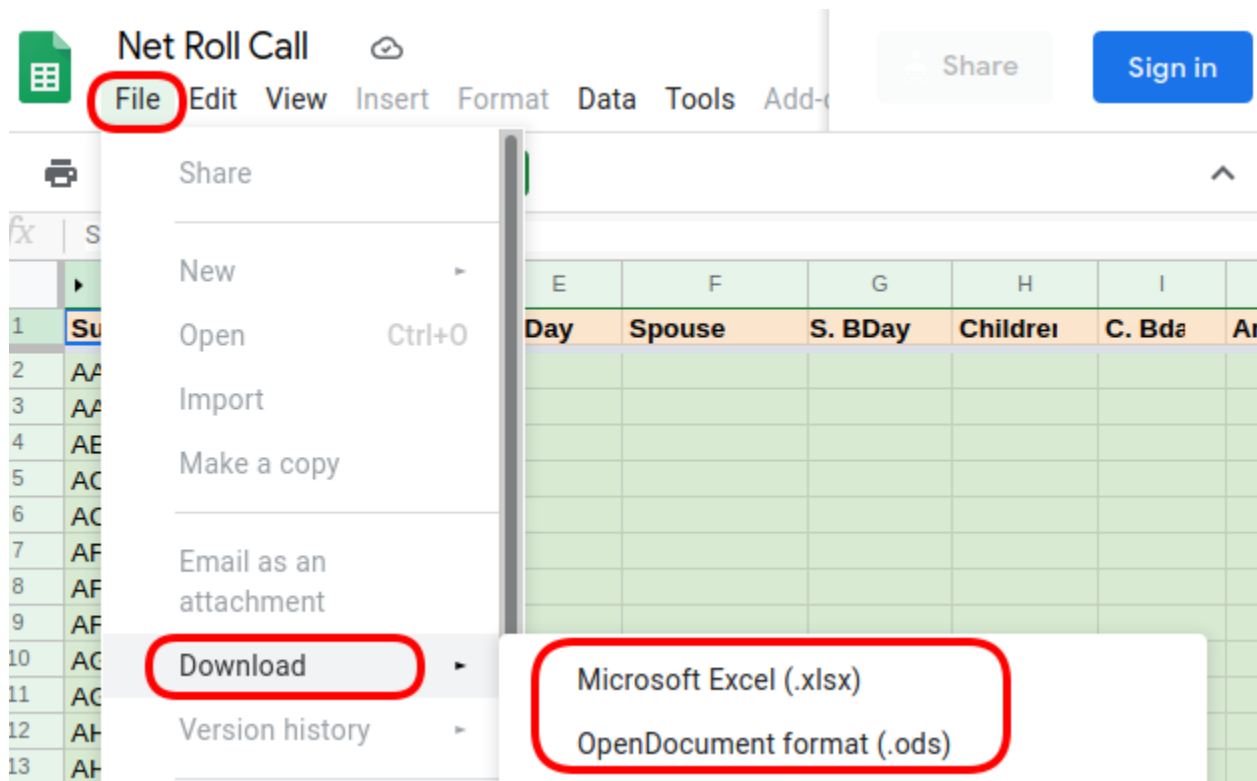 Net Roll Call
Share
Sign in
File Edit View Insert Format Data Tools
Share
fx
New
E F G H I
Open Ctrl+O
1 Day Spouse S. BDay
Import
Make a copy
Email as an
attachment
Download
Microsoft Excel (.xlsx)
Version history
OpenDocument format (.ods)
2
3
4
5
6
7
8
9
10
11
12
13